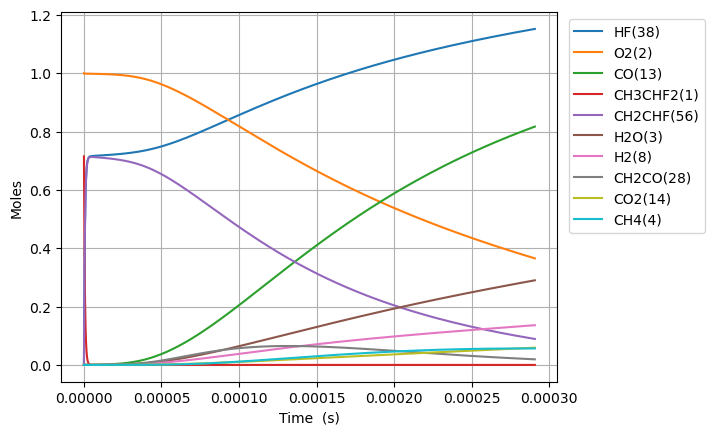 1.2
1.0
0.8
0.6
0.4
0.2
0.0
Moles
0.00000 0.00005 0.00010 0.00015 0.00020 0.00025 0.00030
Time (s)
HF(38)
O2(2)
CO(13)
CH3CHF2(1)
CH2CHF(56)
H2O(3)
H2(8)
CH2CO(28)
CO2(14)
CH4(4)